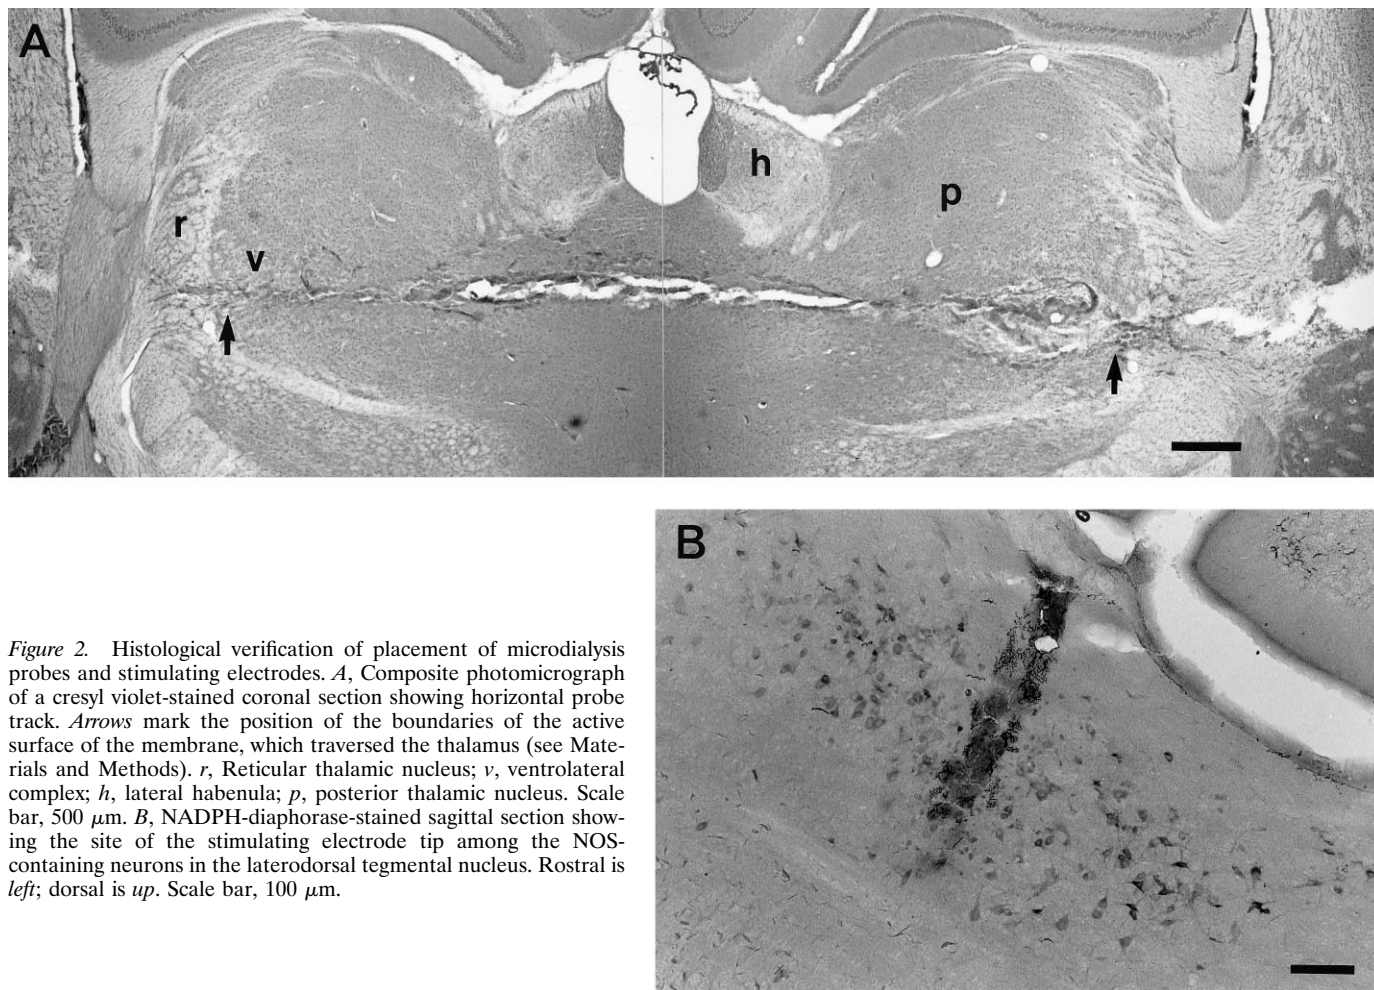 A
h
p
r
v
B
Figure 2. Histological verification of placement of microdialysis
probes and stimulating electrodes. A, Composite photomicrograph
of a cresyl violet-stained coronal section showing horizontal probe
track. Arrows mark the position of the boundaries of the active
surface of the membrane, which traversed the thalamus (see Mate-
rials and Methods). r, Reticular thalamic nucleus; v, ventrolateral
complex; h, lateral habenula; p, posterior thalamic nucleus. Scale
bar, 500 μm. B, NADPH-diaphorase-stained sagittal section show-
ing the site of the stimulating electrode tip among the NOS-
containing neurons in the laterodorsal tegmental nucleus. Rostral is
left; dorsal is up. Scale bar, 100 μm.